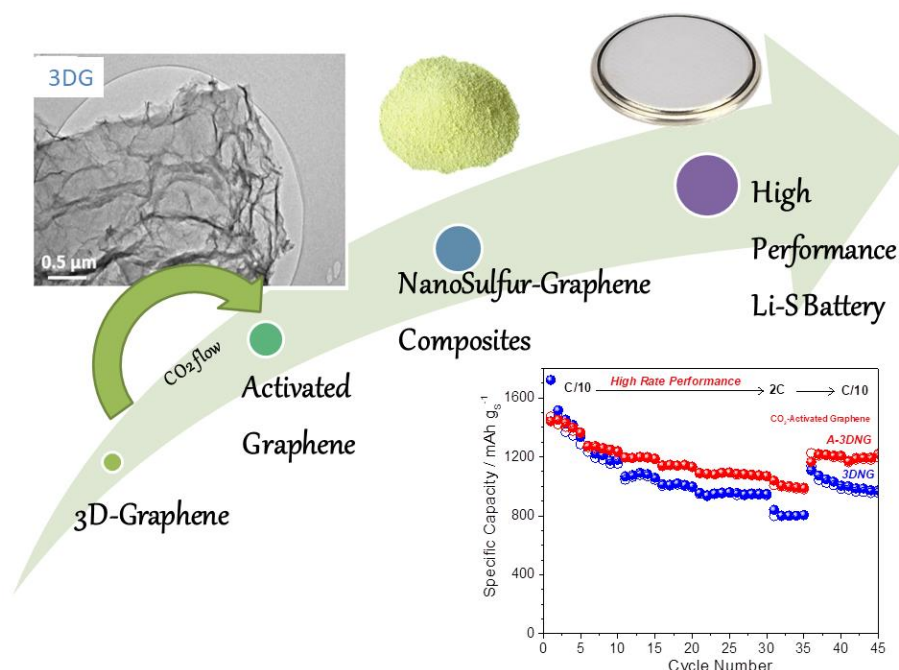 3DG
0.5 µm
CO2 flow
3D-Graphene
Activated
Graphene
NanoSulfur-Graphene
Composites
High
Performance
Li-S Battery
C/10 High Rate Performance 2C C/10
CO₂-Activated Graphene
A-3DNG
3DNG
Specific Capacity / mAh gₛ⁻¹
1600
1200
800
400
0
0 5 10 15 20 25 30 35 40 45
Cycle Number